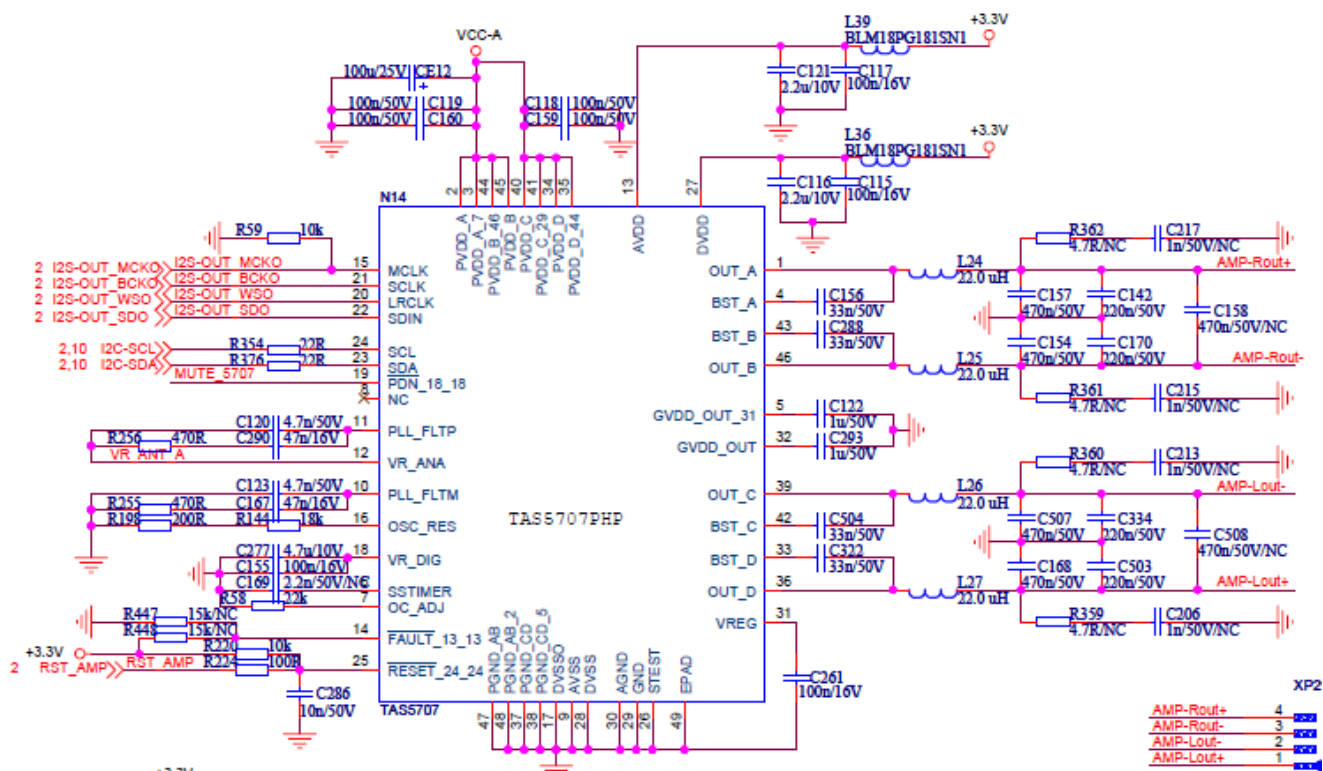 L39
+3.3V
BLM18PG181SN1
VCC-A
100u/25V CE12
C121
C117
2.2u/10V
100n/16V
100n/50V C119
C118 100n/50V
100n/50V C160
C159 100n/50V
L36
+3.3V
BLM18PG181SN1
C116
C115
2.2u/10V
100n/16V
2 3 44 45 40 41 34 35 13 27
N14
PVDD_A
PVDD_A_7
PVDD_B_46
PVDD_B
PVDD_C
PVDD_C_29
PVDD_D
PVDD_D_44
AVDD
DVDD
R59 10k
2 I2S-OUT_MCKO I2S-OUT_MCKO 15 MCLK
2 I2S-OUT_BCKO I2S-OUT_BCKO 21 SCLK
2 I2S-OUT_WSO I2S-OUT_WSO 20 LRCLK
2 I2S-OUT_SDO I2S-OUT_SDO 22 SDIN
2,10 I2C-SCL R354 22R 24 SCL
2,10 I2C-SDA R376 22R 23 SDA
MUTE_5707 19 PDN_18_18
8 NC
C120 4.7n/50V 11 PLL_FLTP
R256 470R C290 47n/16V
VR_ANT_A 12 VR_ANA
C123 4.7n/50V 10 PLL_FLTM
R255 470R C167 47n/16V
R198 200R R144 18k 16 OSC_RES
C277 4.7u/10V 18 VR_DIG
C155 100n/16V
C169 2.2n/50V/NC 6 SSTIMER
R58 22k 7 OC_ADJ
R447 15k/NC
R448 15k/NC 14 FAULT_13_13
+3.3V R220 10k
2 RST_AMP RST_AMP R224 100R 25 RESET_24_24
C286
10n/50V
TAS5707PHP
TAS5707
PGND_AB
PGND_AB_2
PGND_CD
PGND_CD_5
DVSSO
AVSS
DVSS
AGND
GND
STEST
EPAD
47 48 37 38 17 9 28 30 29 26 49
OUT_A 1
BST_A 4
BST_B 43
OUT_B 46
GVDD_OUT_31 5
GVDD_OUT 32
OUT_C 39
BST_C 42
BST_D 33
OUT_D 36
VREG 31
C156
33n/50V
C288
33n/50V
C122
1u/50V
C293
1u/50V
C504
33n/50V
C322
33n/50V
C261
100n/16V
L24
22.0 uH
L25
22.0 uH
L26
22.0 uH
L27
22.0 uH
R362 C217
4.7R/NC 1n/50V/NC
AMP-Rout+
C157 C142
470n/50V 220n/50V
C158
470n/50V/NC
C154 C170
470n/50V 220n/50V
AMP-Rout-
R361 C215
4.7R/NC 1n/50V/NC
R360 C213
4.7R/NC 1n/50V/NC
AMP-Lout-
C507 C334
470n/50V 220n/50V
C508
470n/50V/NC
C168 C503
470n/50V 220n/50V
AMP-Lout+
R359 C206
4.7R/NC 1n/50V/NC
AMP-Rout+ 4
AMP-Rout- 3
AMP-Lout- 2
AMP-Lout+ 1